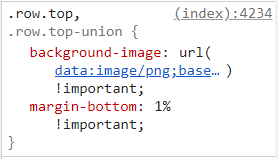 .row.top, (index):4234
.row.top-union {
background-image: url(
data:image/png;base… )
!important;
margin-bottom: 1%
!important;
}